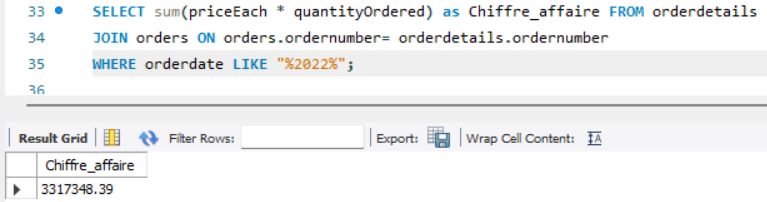 33 SELECT sum(priceEach * quantityOrdered) as Chiffre_affaire FROM orderdetails
34 JOIN orders ON orders.ordernumber= orderdetails.ordernumber
35 WHERE orderdate LIKE "%2022%";
36
Result Grid Filter Rows: Export: Wrap Cell Content: IA
Chiffre_affaire
3317348.39